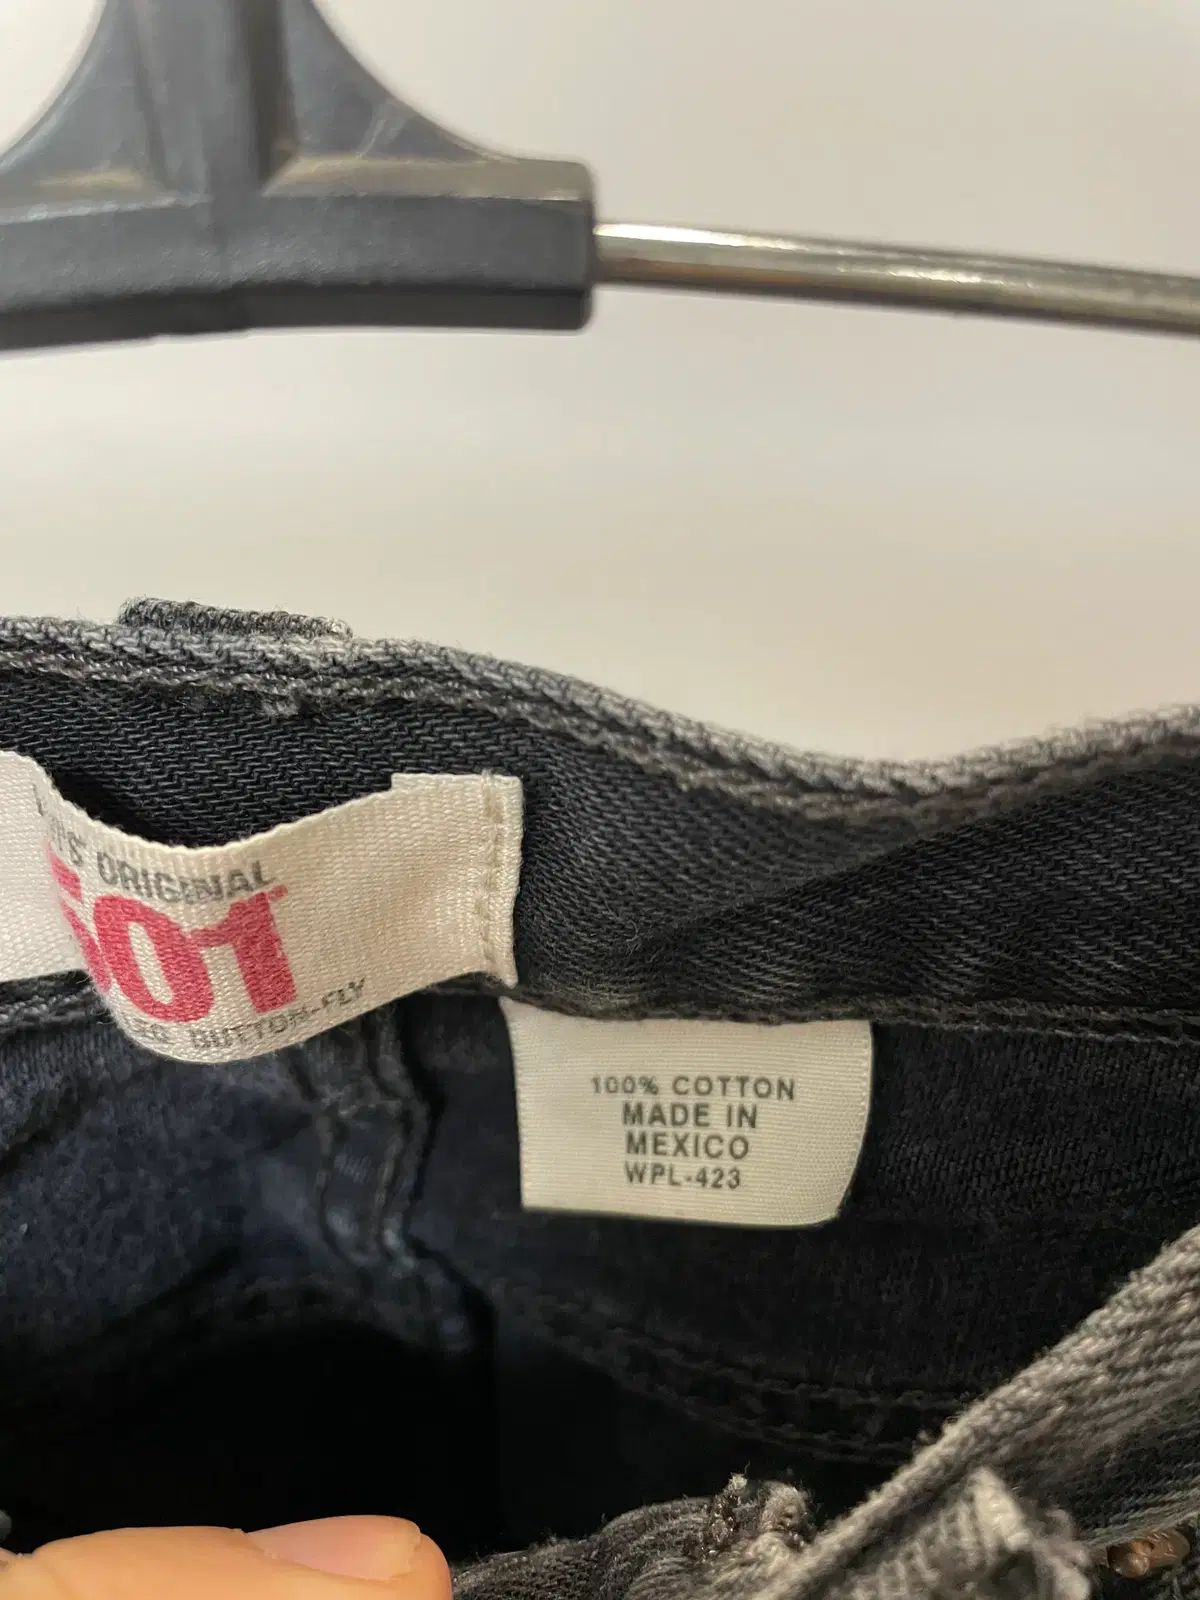 ORIGINAL
501
BUTTON-FLY
100% COTTON
MADE IN
MEXICO
WPL-423